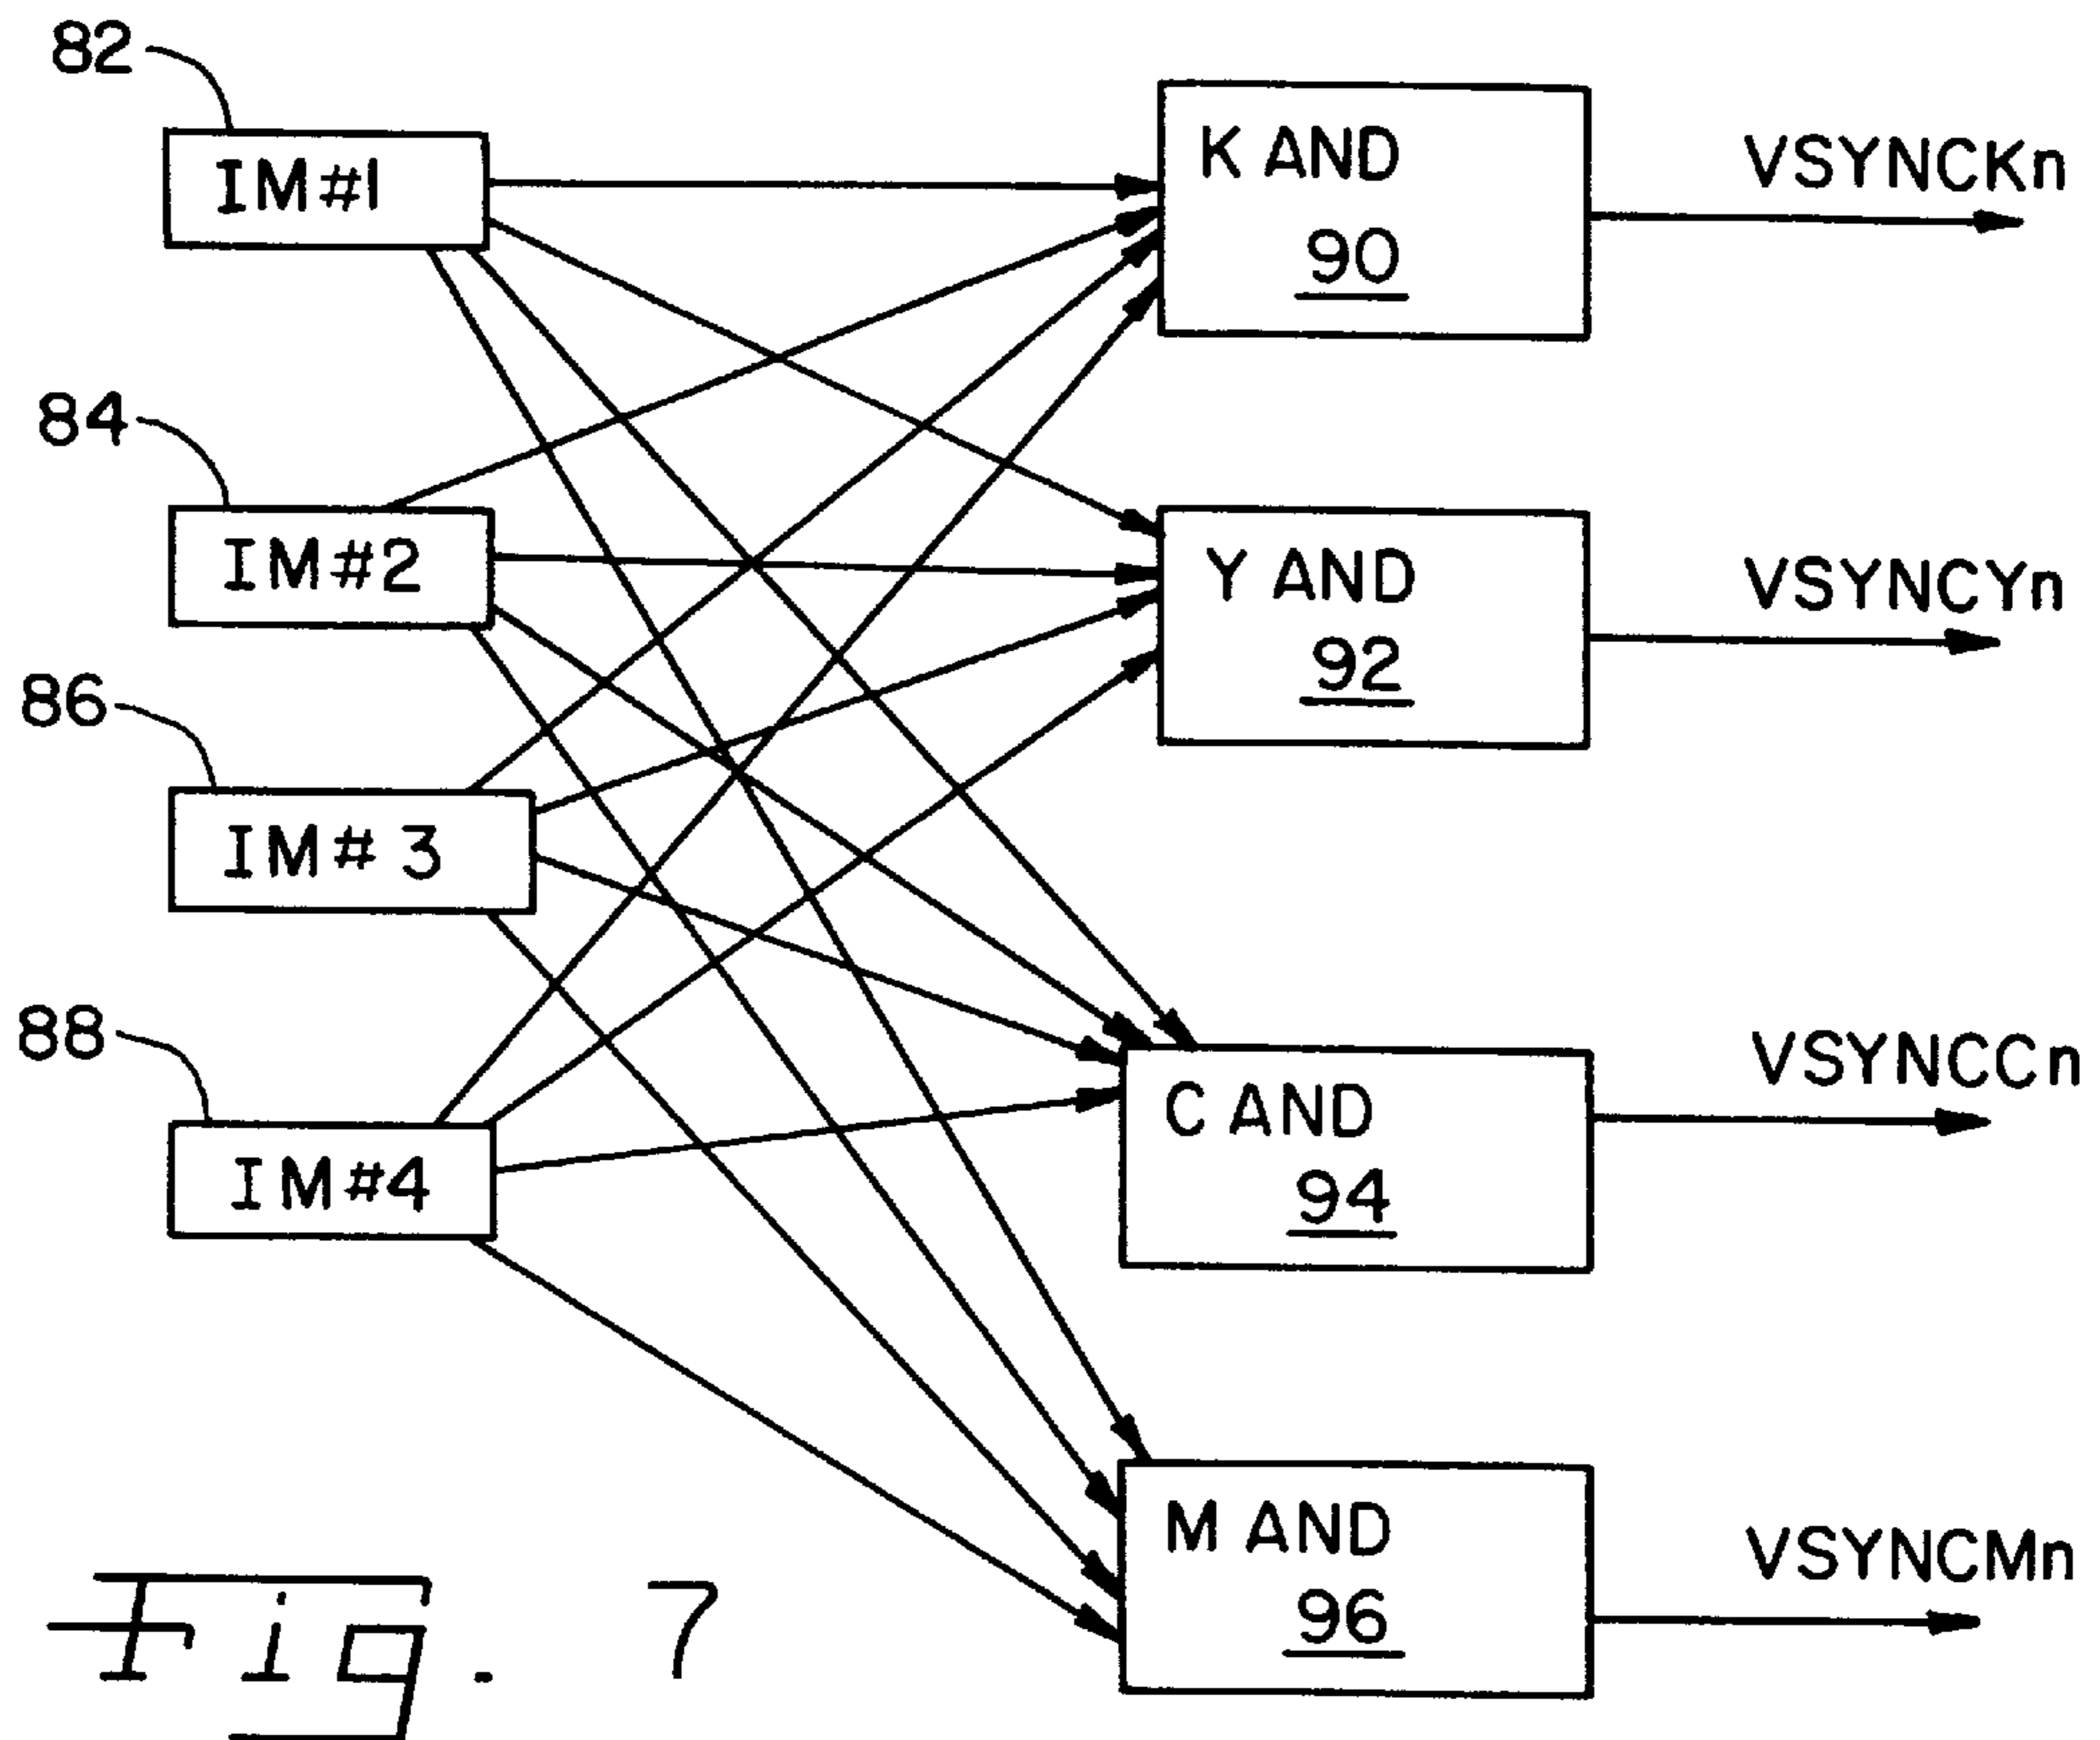 82
IM#1
K AND
90
VSYNCKn
84
IM#2
Y AND
92
VSYNCYn
86
IM# 3
88
IM#4
C AND
94
VSYNCCn
M AND
96
VSYNCMn
Fig. 7